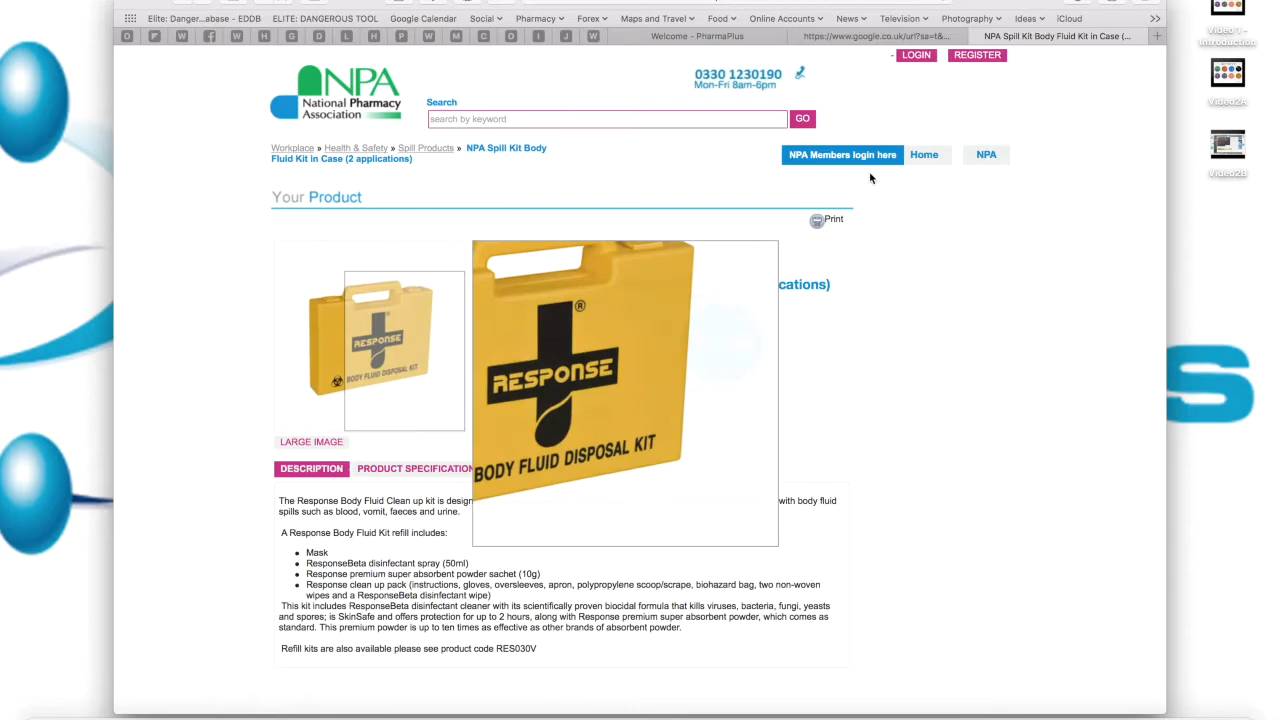 Elite: Danger...abase - EDDB
ELITE: DANGEROUS TOOL
Google Calendar
Social
Pharmacy
Forex
Maps and Travel
Food
Online Accounts
News
Television
Photography
Ideas
iCloud
O
W
H
G
D
L
H
P
W
M
C
O
I
J
W
Welcome - PharmaPlus
https://www.google.co.uk/url?sa=t&...
NPA Spill Kit Body Fluid Kit in Case (...
Video 1 -
Introduction
Video2A
Video2B
- LOGIN
REGISTER
NPA
National Pharmacy
Association
0330 1230190
Mon-Fri 8am-6pm
Search
search by keyword
GO
Workplace » Health & Safety » Spill Products » NPA Spill Kit Body
Fluid Kit in Case (2 applications)
NPA Members login here
Home
NPA
Your Product
Print
cations)
RESPONSE
BODY FLUID DISPOSAL KIT
®
RESPONSE
BODY FLUID DISPOSAL KIT
LARGE IMAGE
DESCRIPTION
PRODUCT SPECIFICATION
The Response Body Fluid Clean up kit is design
with body fluid
spills such as blood, vomit, faeces and urine.
A Response Body Fluid Kit refill includes:
Mask
ResponseBeta disinfectant spray (50ml)
Response premium super absorbent powder sachet (10g)
Response clean up pack (instructions, gloves, oversleeves, apron, polypropylene scoop/scrape, biohazard bag, two non-woven
wipes and a ResponseBeta disinfectant wipe)
This kit includes ResponseBeta disinfectant cleaner with its scientifically proven biocidal formula that kills viruses, bacteria, fungi, yeasts
and spores; is SkinSafe and offers protection for up to 2 hours, along with Response premium super absorbent powder, which comes as
standard. This premium powder is up to ten times as effective as other brands of absorbent powder.
Refill kits are also available please see product code RES030V
s